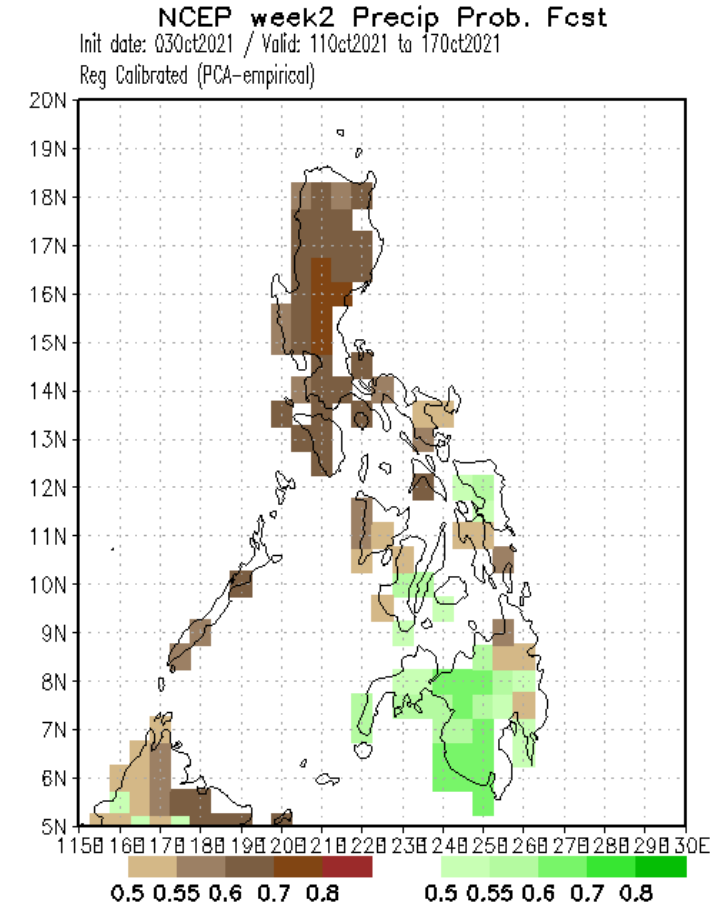 NCEP week2 Precip Prob. Fcst
Init date: 03Oct2021 / Valid: 11Oct2021 to 17Oct2021
Reg Calibrated (PCA-empirical)
20N
19N
18N
17N
16N
15N
14N
13N
12N
11N
10N
9N
8N
7N
6N
5N
115E 116E 117E 118E 119E 120E 121E 122E 123E 124E 125E 126E 127E 128E 129E 130E
0.5 0.55 0.6 0.7 0.8 0.5 0.55 0.6 0.7 0.8